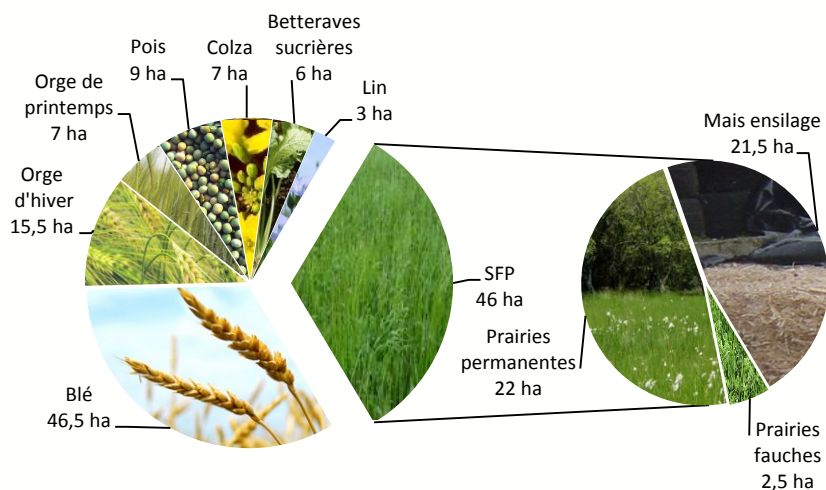 Betteraves
sucrières
6 ha
Pois
9 ha
Colza
7 ha
Orge de
printemps
7 ha
Lin
3 ha
Orge
d'hiver
15,5 ha
Blé
46,5 ha
SFP
46 ha
Mais ensilage
21,5 ha
Prairies
permanentes
22 ha
Prairies
fauches
2,5 ha